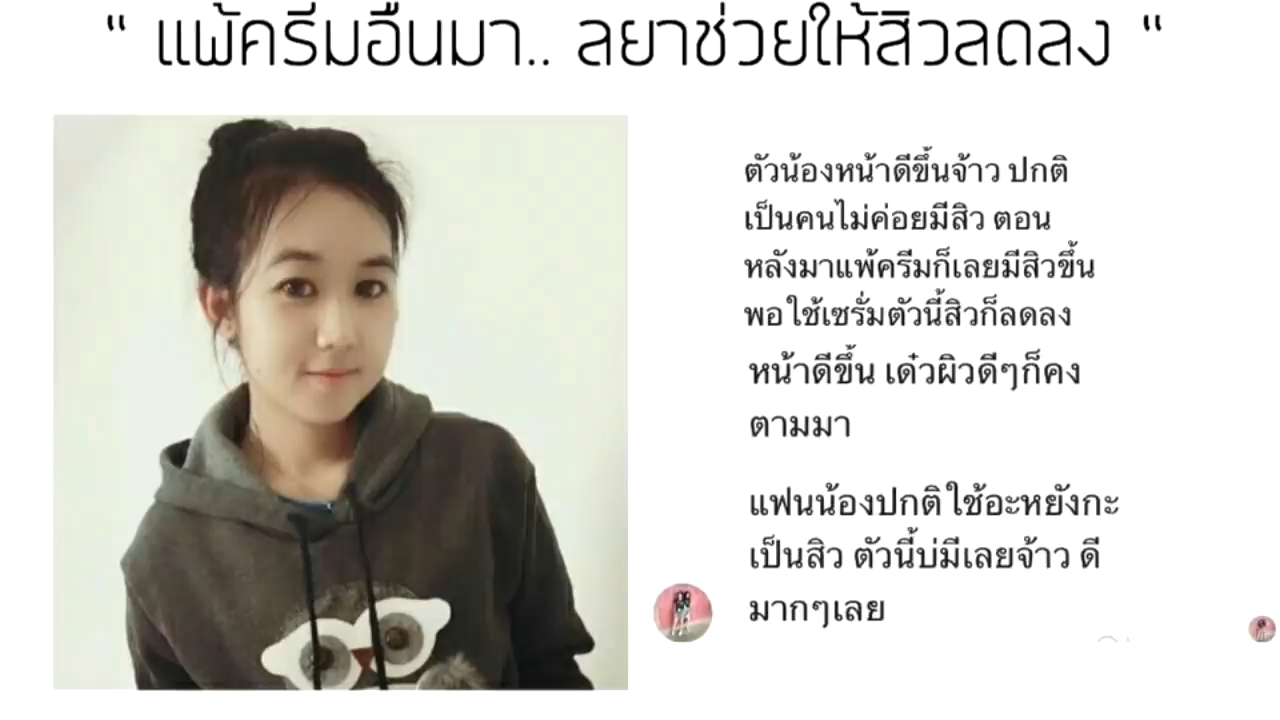 " แพ้ครีมอื่นมา.. ลยาช่วยให้สิวลดลง "
ตัวน้องหน้าดีขึ้นจ้าว ปกติ
เป็นคนไม่ค่อยมีสิว ตอน
หลังมาแพ้ครีมก็เลยมีสิวขึ้น
พอใช้เซรั่มตัวนี้สิวก็ลดลง
หน้าดีขึ้น เด๋วผิวดีๆก็คง
ตามมา
แฟนน้องปกติใช้อะหยังกะ
เป็นสิว ตัวนี้บ่มีเลยจ้าว ดี
มากๆเลย